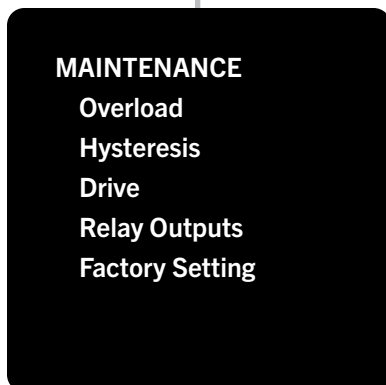 MAINTENANCE
Overload
Hysteresis
Drive
Relay Outputs
Factory Setting